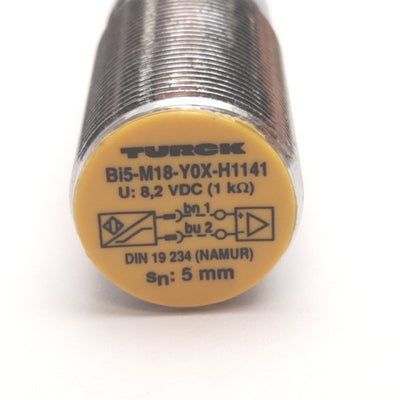 TURCK
Bi5-M18-Y0X-H1141
U: 8,2 VDC (1 kΩ)
bn 1
+
bu 2
-
DIN 19 234 (NAMUR)
sn: 5 mm